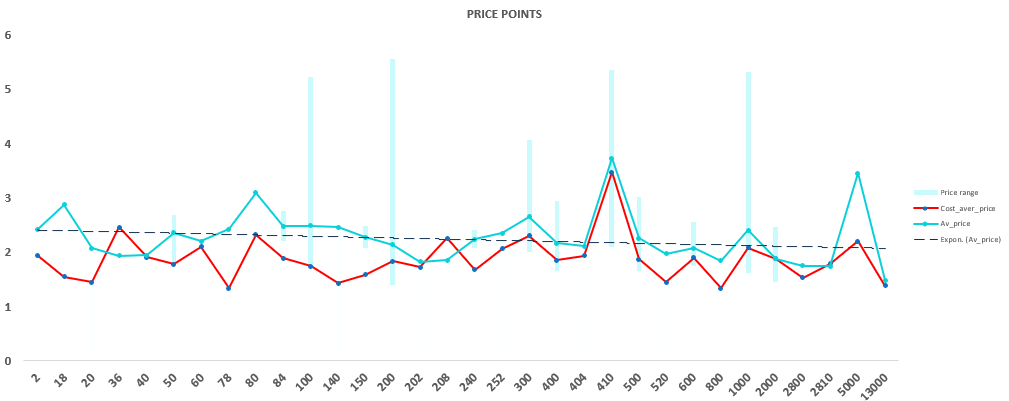 PRICE POINTS
6
5
4
3
2
1
0
2 18 20 36 40 50 60 78 80 84 100 140 150 200 202 208 240 252 300 400 404 410 500 520 600 800 1000 2000 2800 2810 5000 13000
Price range
Cost_aver_price
Av_price
Expon. (Av_price)